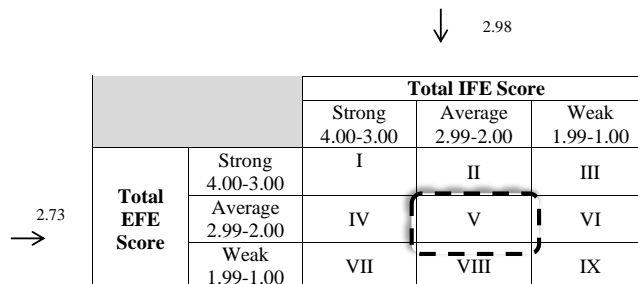 2.98
Total IFE Score
Strong Average Weak
4.00-3.00 2.99-2.00 1.99-1.00
Strong
4.00-3.00
I II III
Total
EFE
Score
2.73
Average
2.99-2.00
IV V VI
Weak
1.99-1.00
VII VIII IX